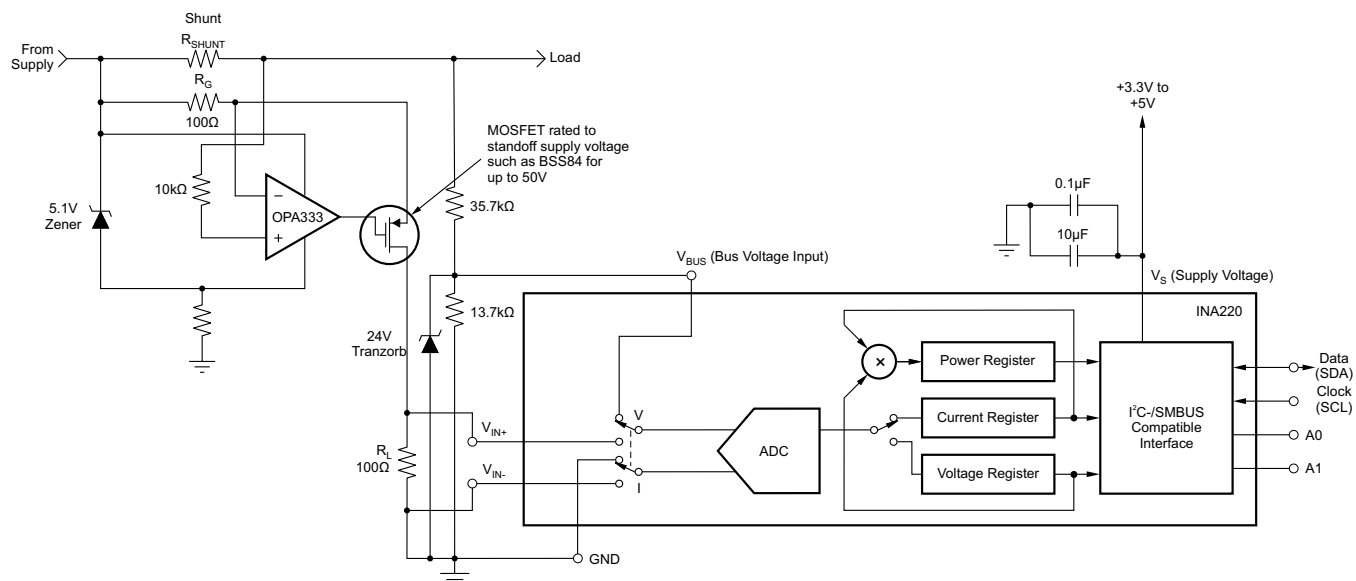 Shunt
R_SHUNT
From
Supply
Load
R_G
100Ω
+3.3V to
+5V
MOSFET rated to
standoff supply voltage
such as BSS84 for
up to 50V
10kΩ
−
OPA333
+
5.1V
Zener
35.7kΩ
0.1µF
10µF
V_BUS (Bus Voltage Input)
V_S (Supply Voltage)
13.7kΩ
INA220
24V
Tranzorb
×
Power Register
Data
(SDA)
Clock
(SCL)
V
Current Register
I²C-/SMBUS
Compatible
Interface
V_IN+
ADC
A0
R_L
100Ω
V_IN-
I
Voltage Register
A1
GND